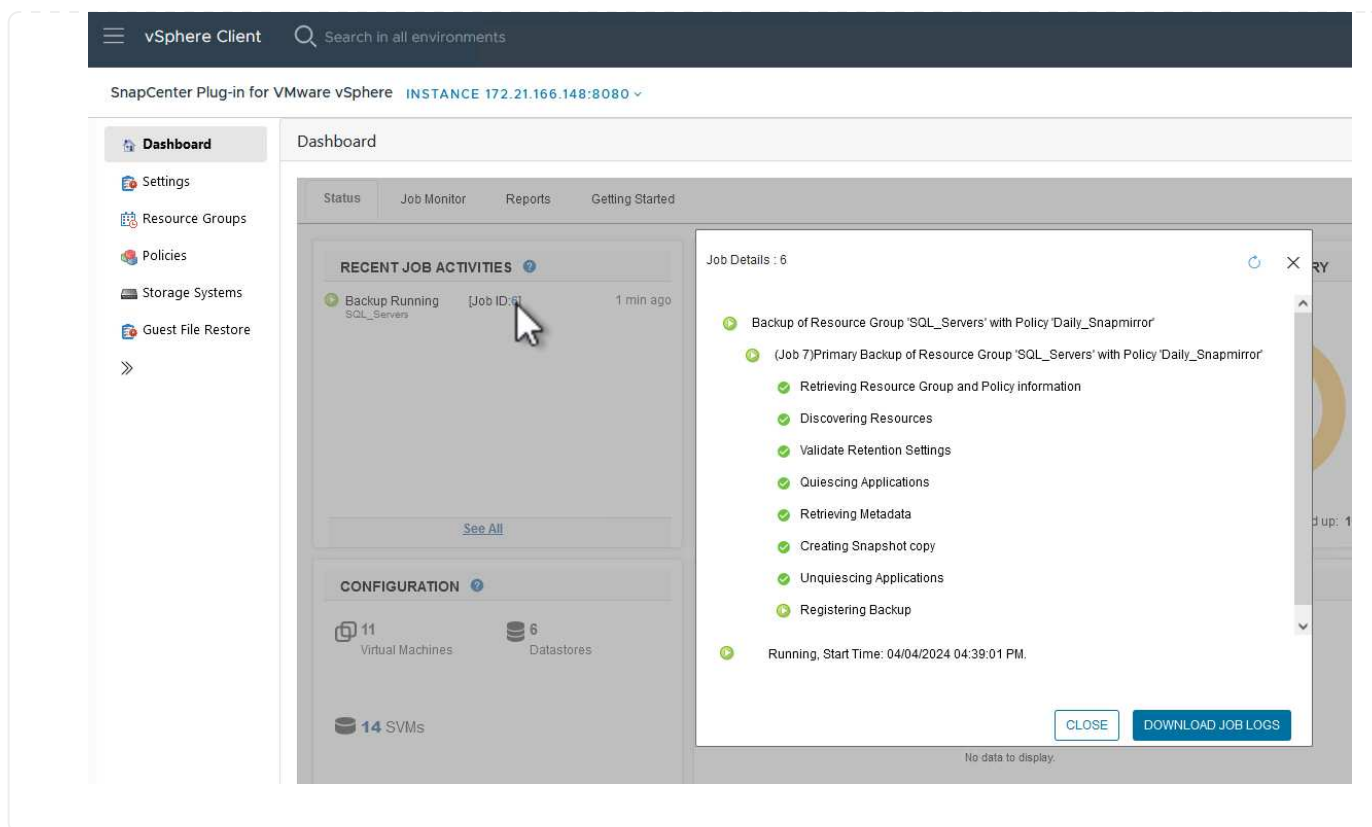 vSphere Client
Search in all environments
SnapCenter Plug-in for VMware vSphere INSTANCE 172.21.166.148:8080
Dashboard
Settings
Resource Groups
Policies
Storage Systems
Guest File Restore
Dashboard
Status Job Monitor Reports Getting Started
RECENT JOB ACTIVITIES
Backup Running [Job ID:6] 1 min ago
SQL_Servers
See All
CONFIGURATION
11
Virtual Machines
6
Datastores
14 SVMs
RY
d up: 1
Job Details : 6
Backup of Resource Group 'SQL_Servers' with Policy 'Daily_Snapmirror'
(Job 7)Primary Backup of Resource Group 'SQL_Servers' with Policy 'Daily_Snapmirror'
Retrieving Resource Group and Policy information
Discovering Resources
Validate Retention Settings
Quiescing Applications
Retrieving Metadata
Creating Snapshot copy
Unquiescing Applications
Registering Backup
Running, Start Time: 04/04/2024 04:39:01 PM.
CLOSE DOWNLOAD JOB LOGS
No data to display.